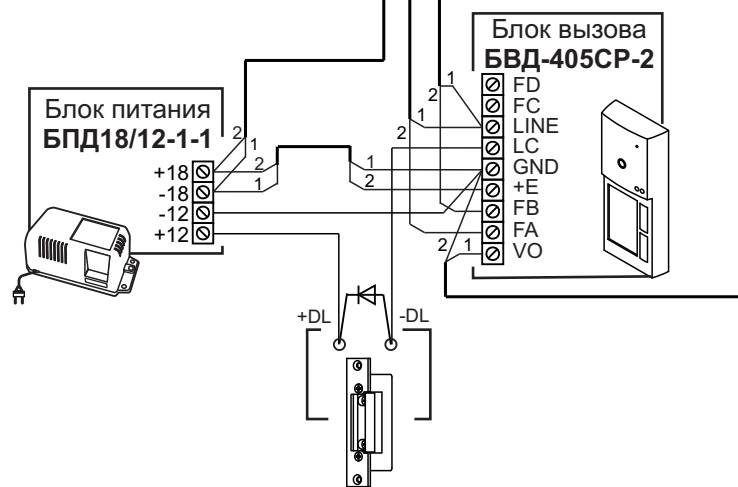 Блок вызова
БВД-405CP-2
Блок питания
БПД18/12-1-1
+18
-18
-12
+12
FD
FC
LINE
LC
GND
+E
FB
FA
VO
2
1
1
2
2
1
1
2
1
2
1
2
2
1
+DL
-DL